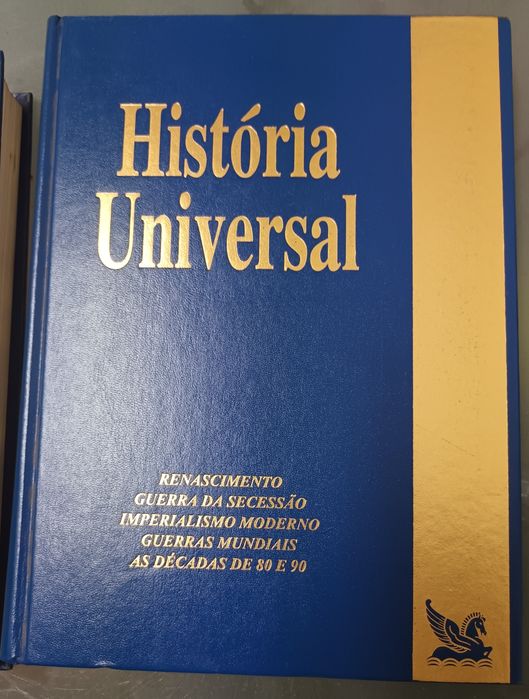 História
Universal
RENASCIMENTO
GUERRA DA SECESSÃO
IMPERIALISMO MODERNO
GUERRAS MUNDIAIS
AS DÉCADAS DE 80 E 90